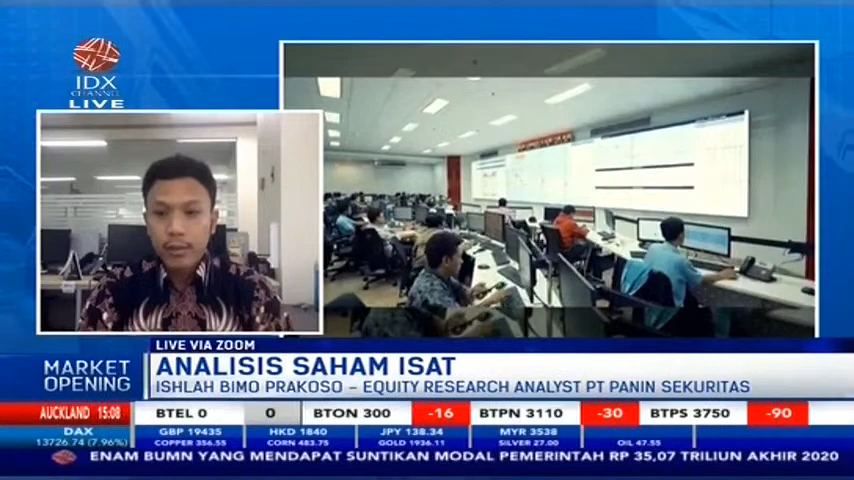 IDX
CHANNEL
LIVE
LIVE VIA ZOOM
MARKET
OPENING
ANALISIS SAHAM ISAT
ISHLAH BIMO PRAKOSO – EQUITY RESEARCH ANALYST PT PANIN SEKURITAS
AUCKLAND 15:08
BTEL 0 0 BTON 300 -16 BTPN 3110 -30 BTPS 3750 -90
DAX
13726.74 (7.96%)
GBP 19435 HKD 1840 JPY 138.34 MYR 3538
COPPER 356.55 CORN 483.75 GOLD 1936.11 SILVER 27.00 OIL 47.55
ENAM BUMN YANG MENDAPAT SUNTIKAN MODAL PEMERINTAH RP 35,07 TRILIUN AKHIR 2020